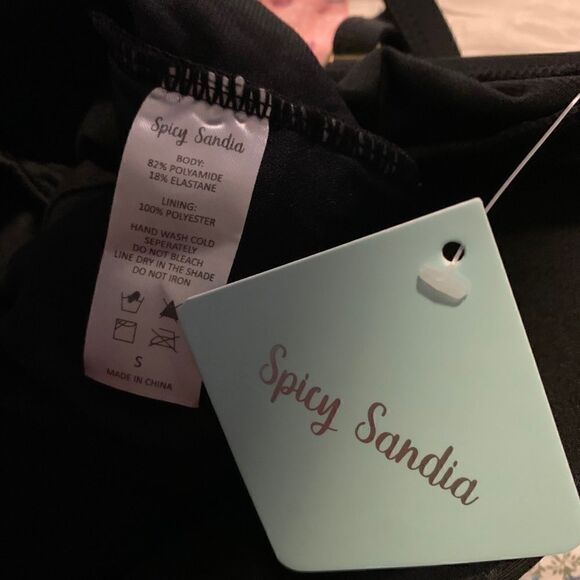 Spicy Sandia
BODY:
82% POLYAMIDE
18% ELASTANE
LINING:
100% POLYESTER
HAND WASH COLD
SEPERATELY
DO NOT BLEACH
LINE DRY IN THE SHADE
DO NOT IRON
S
MADE IN CHINA
Spicy Sandia